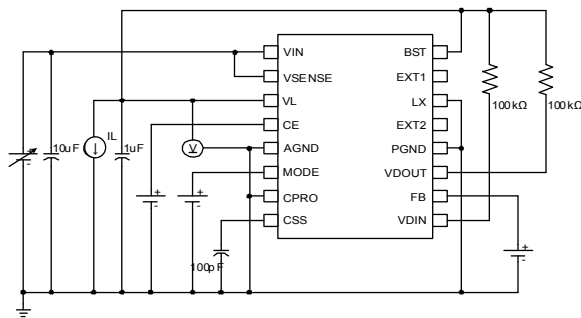 VIN
VSENSE
VL
CE
AGND
MODE
CPRO
CSS
BST
EXT1
LX
EXT2
PGND
VDOUT
FB
VDIN
100kΩ
100kΩ
10uF
IL
1uF
V
+
-
+
-
+
-
-
100pF